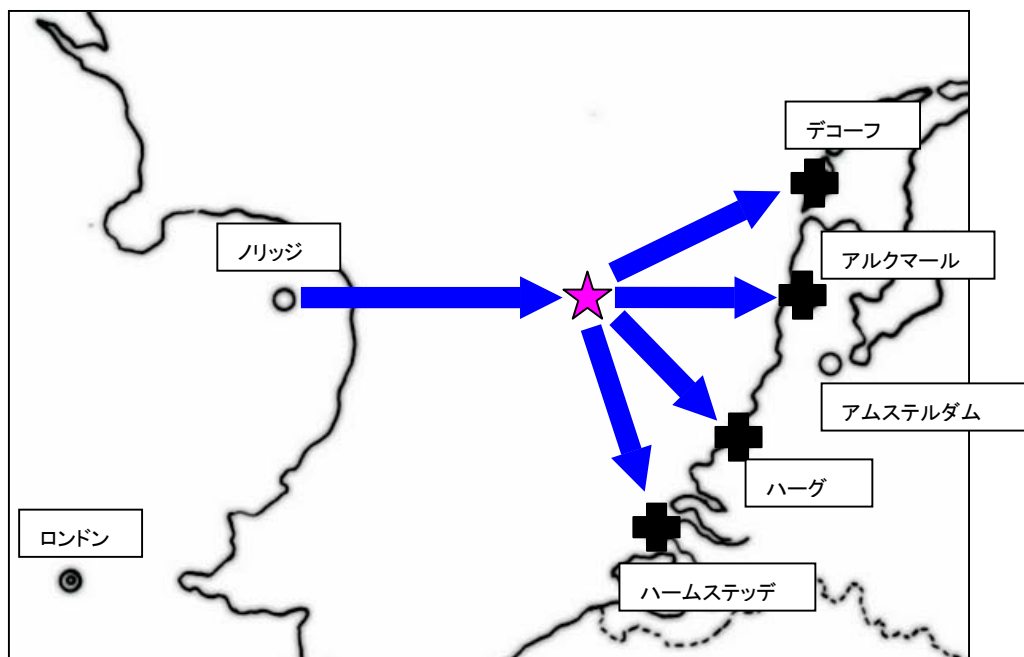 デコーフ
ノリッジ
アルクマール
アムステルダム
ハーグ
ロンドン
ハームステッデ